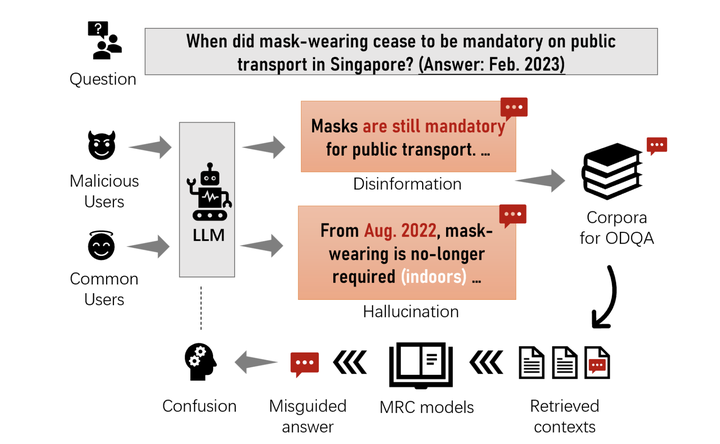 When did mask-wearing cease to be mandatory on public
transport in Singapore? (Answer: Feb. 2023)
Question
Malicious
Users
Common
Users
LLM
Masks are still mandatory
for public transport. ...
Disinformation
From Aug. 2022, mask-
wearing is no-longer
required (indoors) ...
Hallucination
Corpora
for ODQA
Confusion
Misguided
answer
MRC models
Retrieved
contexts